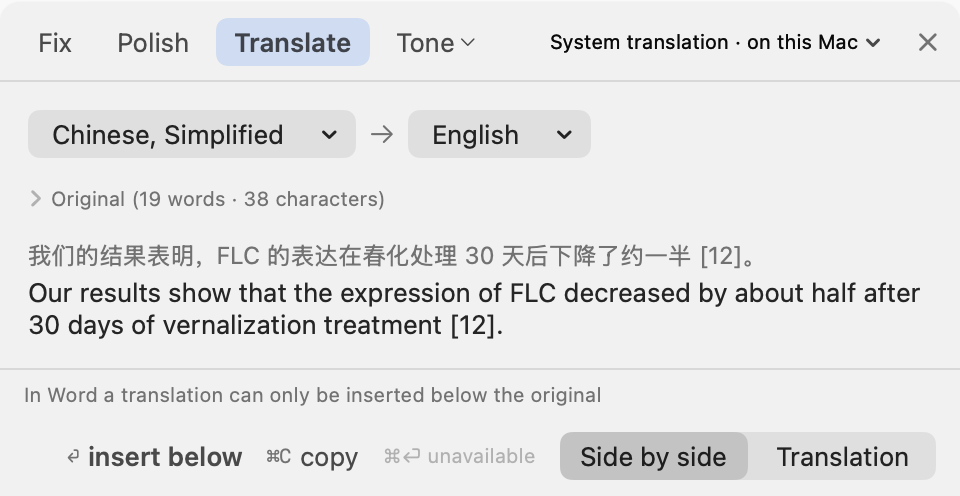 Fix Polish Translate Tone System translation · on this Mac
Chinese, Simplified → English
Original (19 words · 38 characters)
我们的结果表明，FLC 的表达在春化处理 30 天后下降了约一半 [12]。
Our results show that the expression of FLC decreased by about half after
30 days of vernalization treatment [12].
In Word a translation can only be inserted below the original
⏎ insert below ⌘C copy ⌘⏎ unavailable Side by side Translation